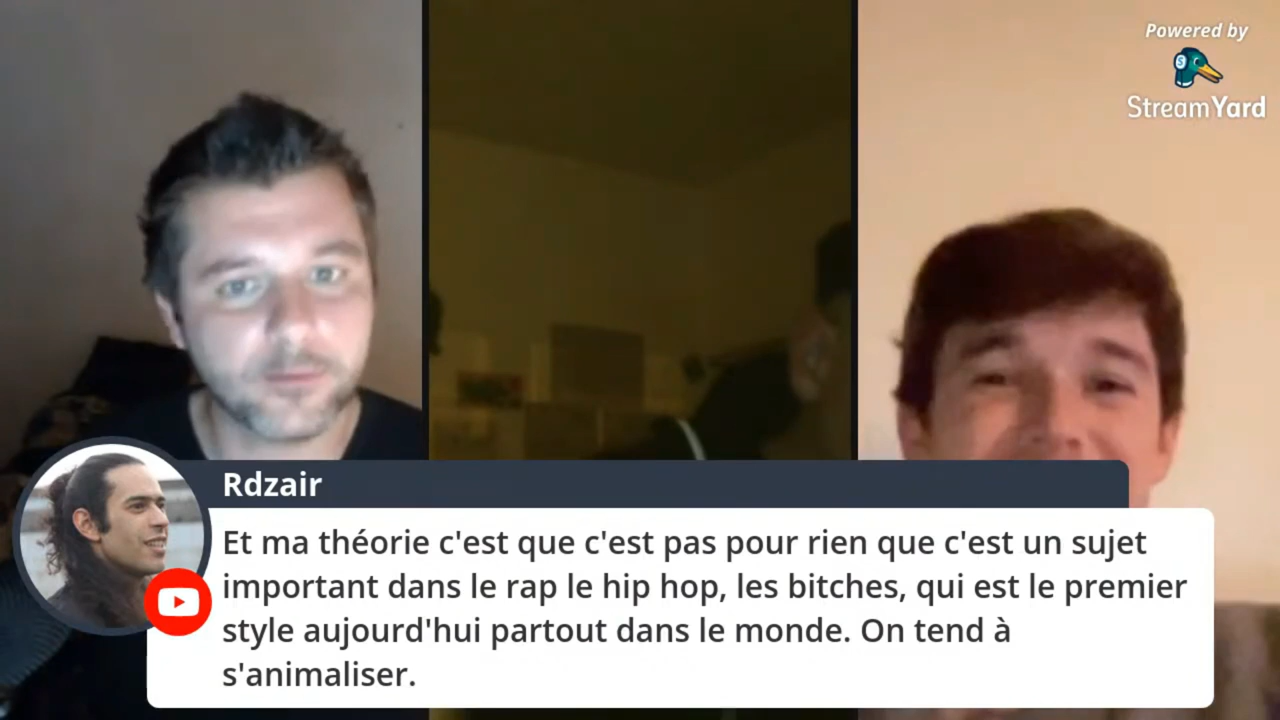 Powered by
StreamYard
Rdzair
Et ma théorie c'est que c'est pas pour rien que c'est un sujet
important dans le rap le hip hop, les bitches, qui est le premier
style aujourd'hui partout dans le monde. On tend à
s'animaliser.